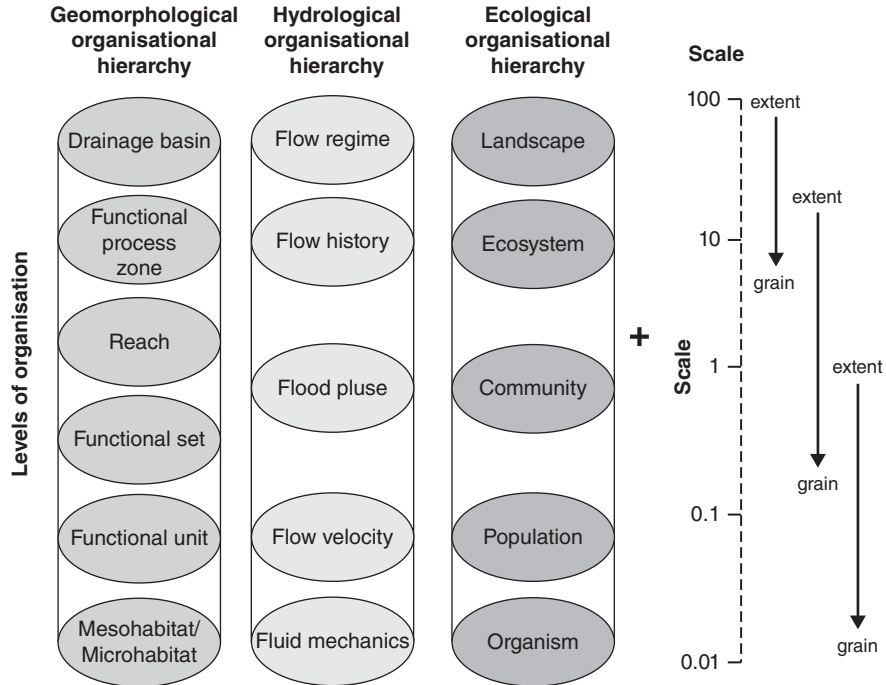 Geomorphological
organisational
hierarchy
Hydrological
organisational
hierarchy
Ecological
organisational
hierarchy
Scale
Levels of organisation
Drainage basin
Functional
process
zone
Reach
Functional set
Functional unit
Mesohabitat/
Microhabitat
Flow regime
Flow history
Flood pluse
Flow velocity
Fluid mechanics
Landscape
Ecosystem
Community
Population
Organism
+
Scale
100
10
1
0.1
0.01
extent
grain
extent
grain
extent
grain